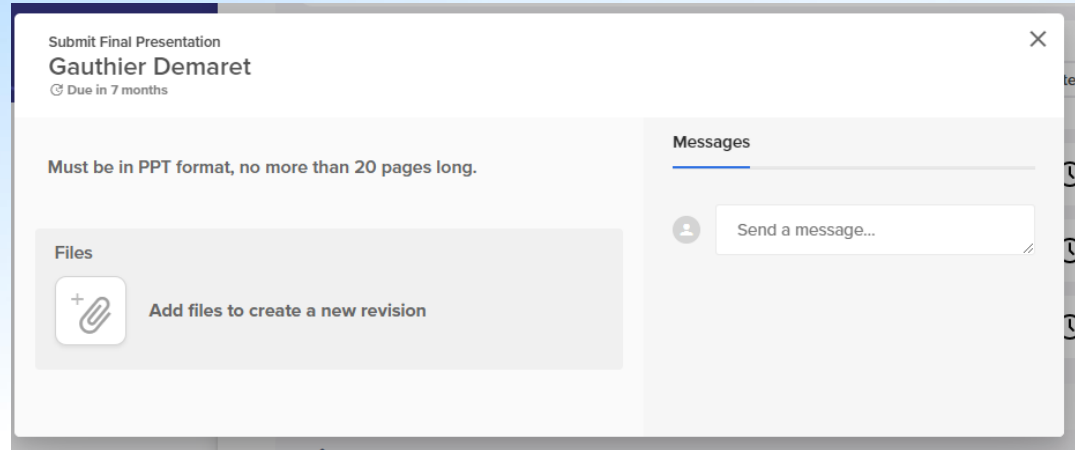 Submit Final Presentation
Gauthier Demaret
Due in 7 months
Must be in PPT format, no more than 20 pages long.
Files
Add files to create a new revision
Messages
Send a message...